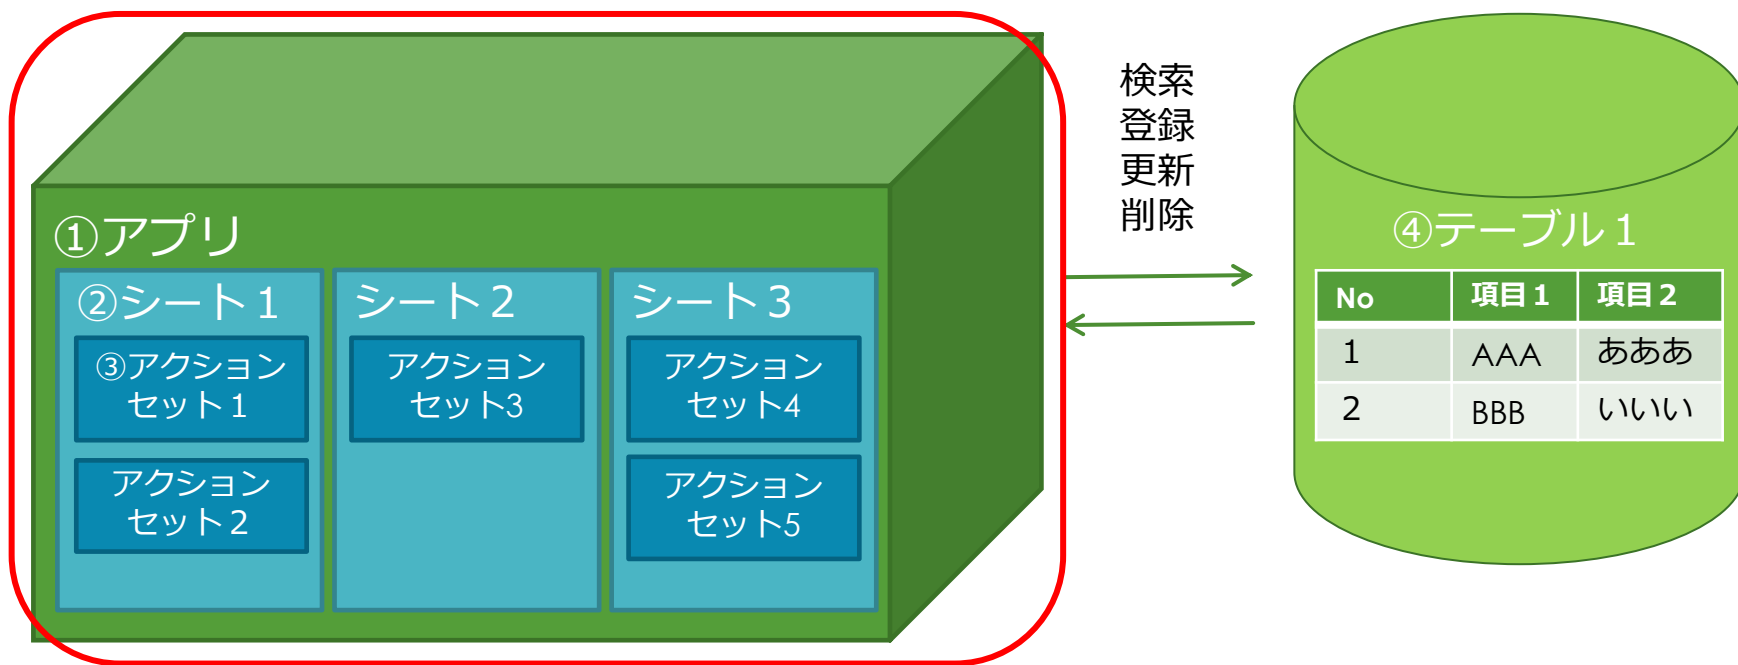 ①アプリ
②シート１
③アクション
セット１
アクション
セット２
シート２
アクション
セット3
シート３
アクション
セット4
アクション
セット5
検索
登録
更新
削除
④テーブル１
No 項目１ 項目２
1 AAA あああ
2 BBB いいい